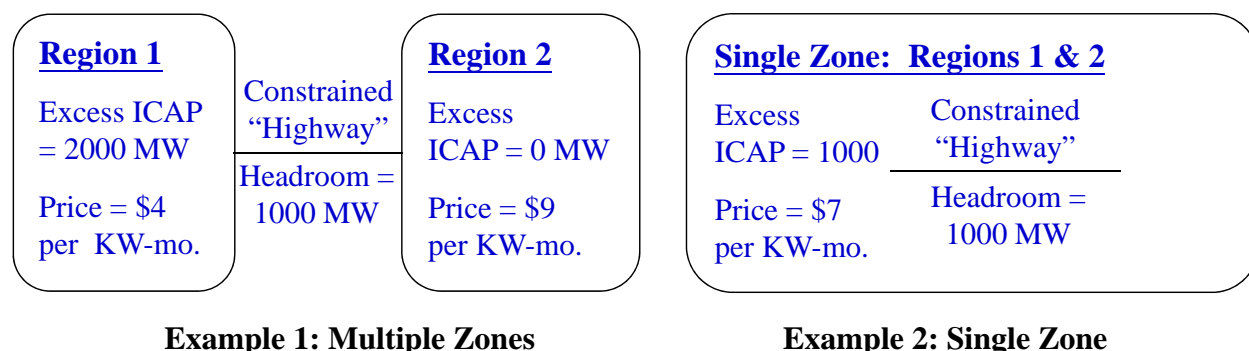 Region 1
Excess ICAP
= 2000 MW
Price = $4
per KW-mo.
Constrained
“Highway”
Headroom =
1000 MW
Region 2
Excess
ICAP = 0 MW
Price = $9
per KW-mo.
Example 1: Multiple Zones
Single Zone: Regions 1 & 2
Excess
ICAP = 1000
Price = $7
per KW-mo.
Constrained
“Highway”
Headroom =
1000 MW
Example 2: Single Zone